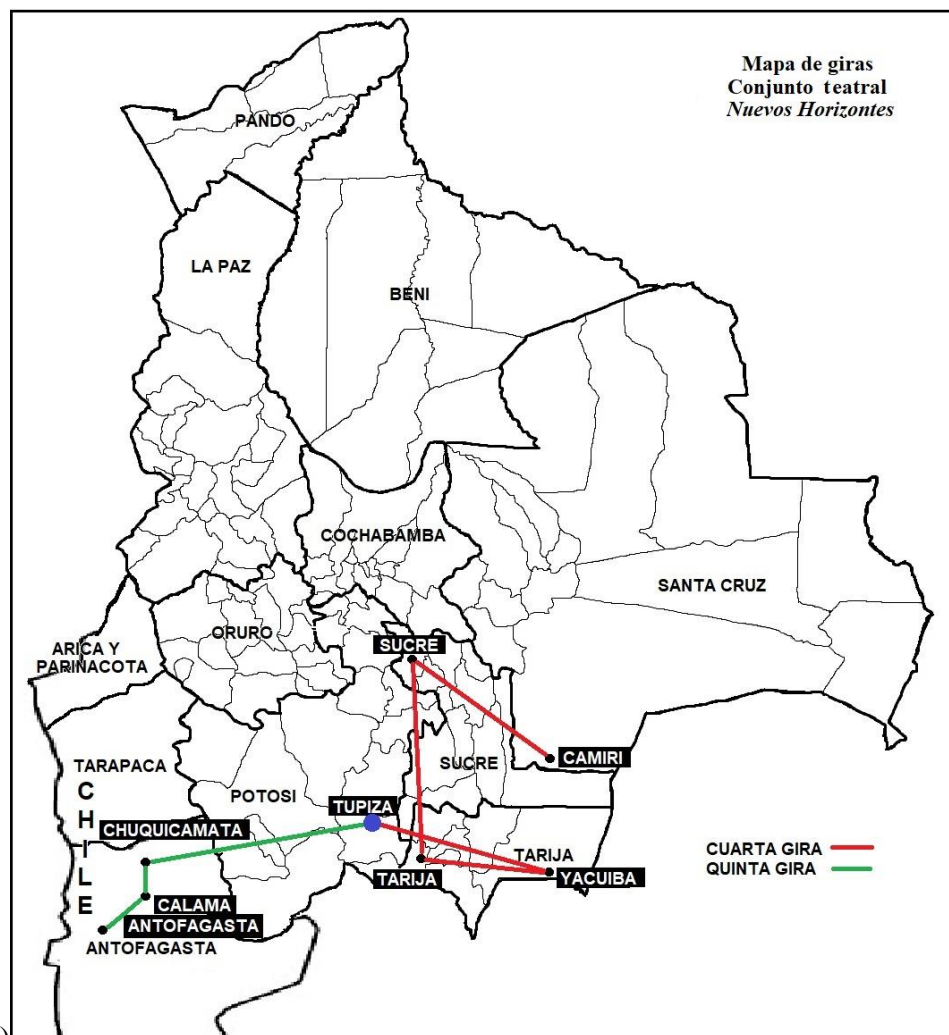 Mapa de giras
Conjunto teatral
Nuevos Horizontes
PANDO
LA PAZ
BENI
COCHABAMBA
SANTA CRUZ
ORURO
SUCRE
ARICA Y
PARINACOTA
CAMIRI
SUCRE
TARAPACA
POTOSI
TUPIZA
CHILE
CHUQUICAMATA
CUARTA GIRA
TARIJA
QUINTA GIRA
TARIJA
YACUIBA
CALAMA
ANTOFAGASTA
ANTOFAGASTA
)